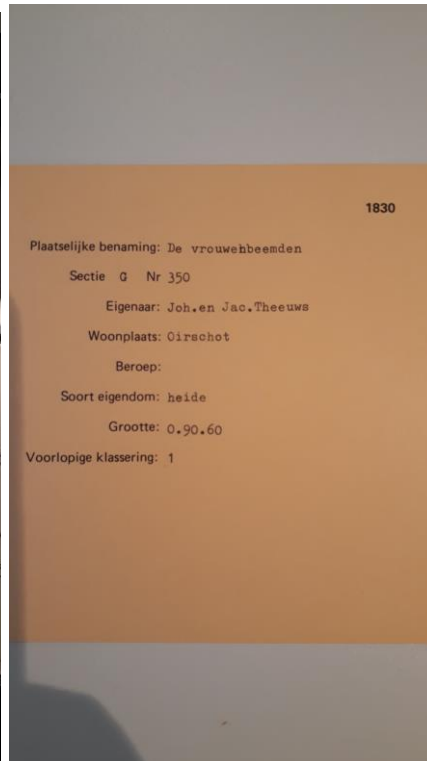 1830
Plaatselijke benaming: De vrouwehbeemden
Sectie G Nr 350
Eigenaar: Joh.en Jac.Theeuws
Woonplaats: Oirschot
Beroep:
Soort eigendom: heide
Grootte: 0.90.60
Voorlopige klassering: 1